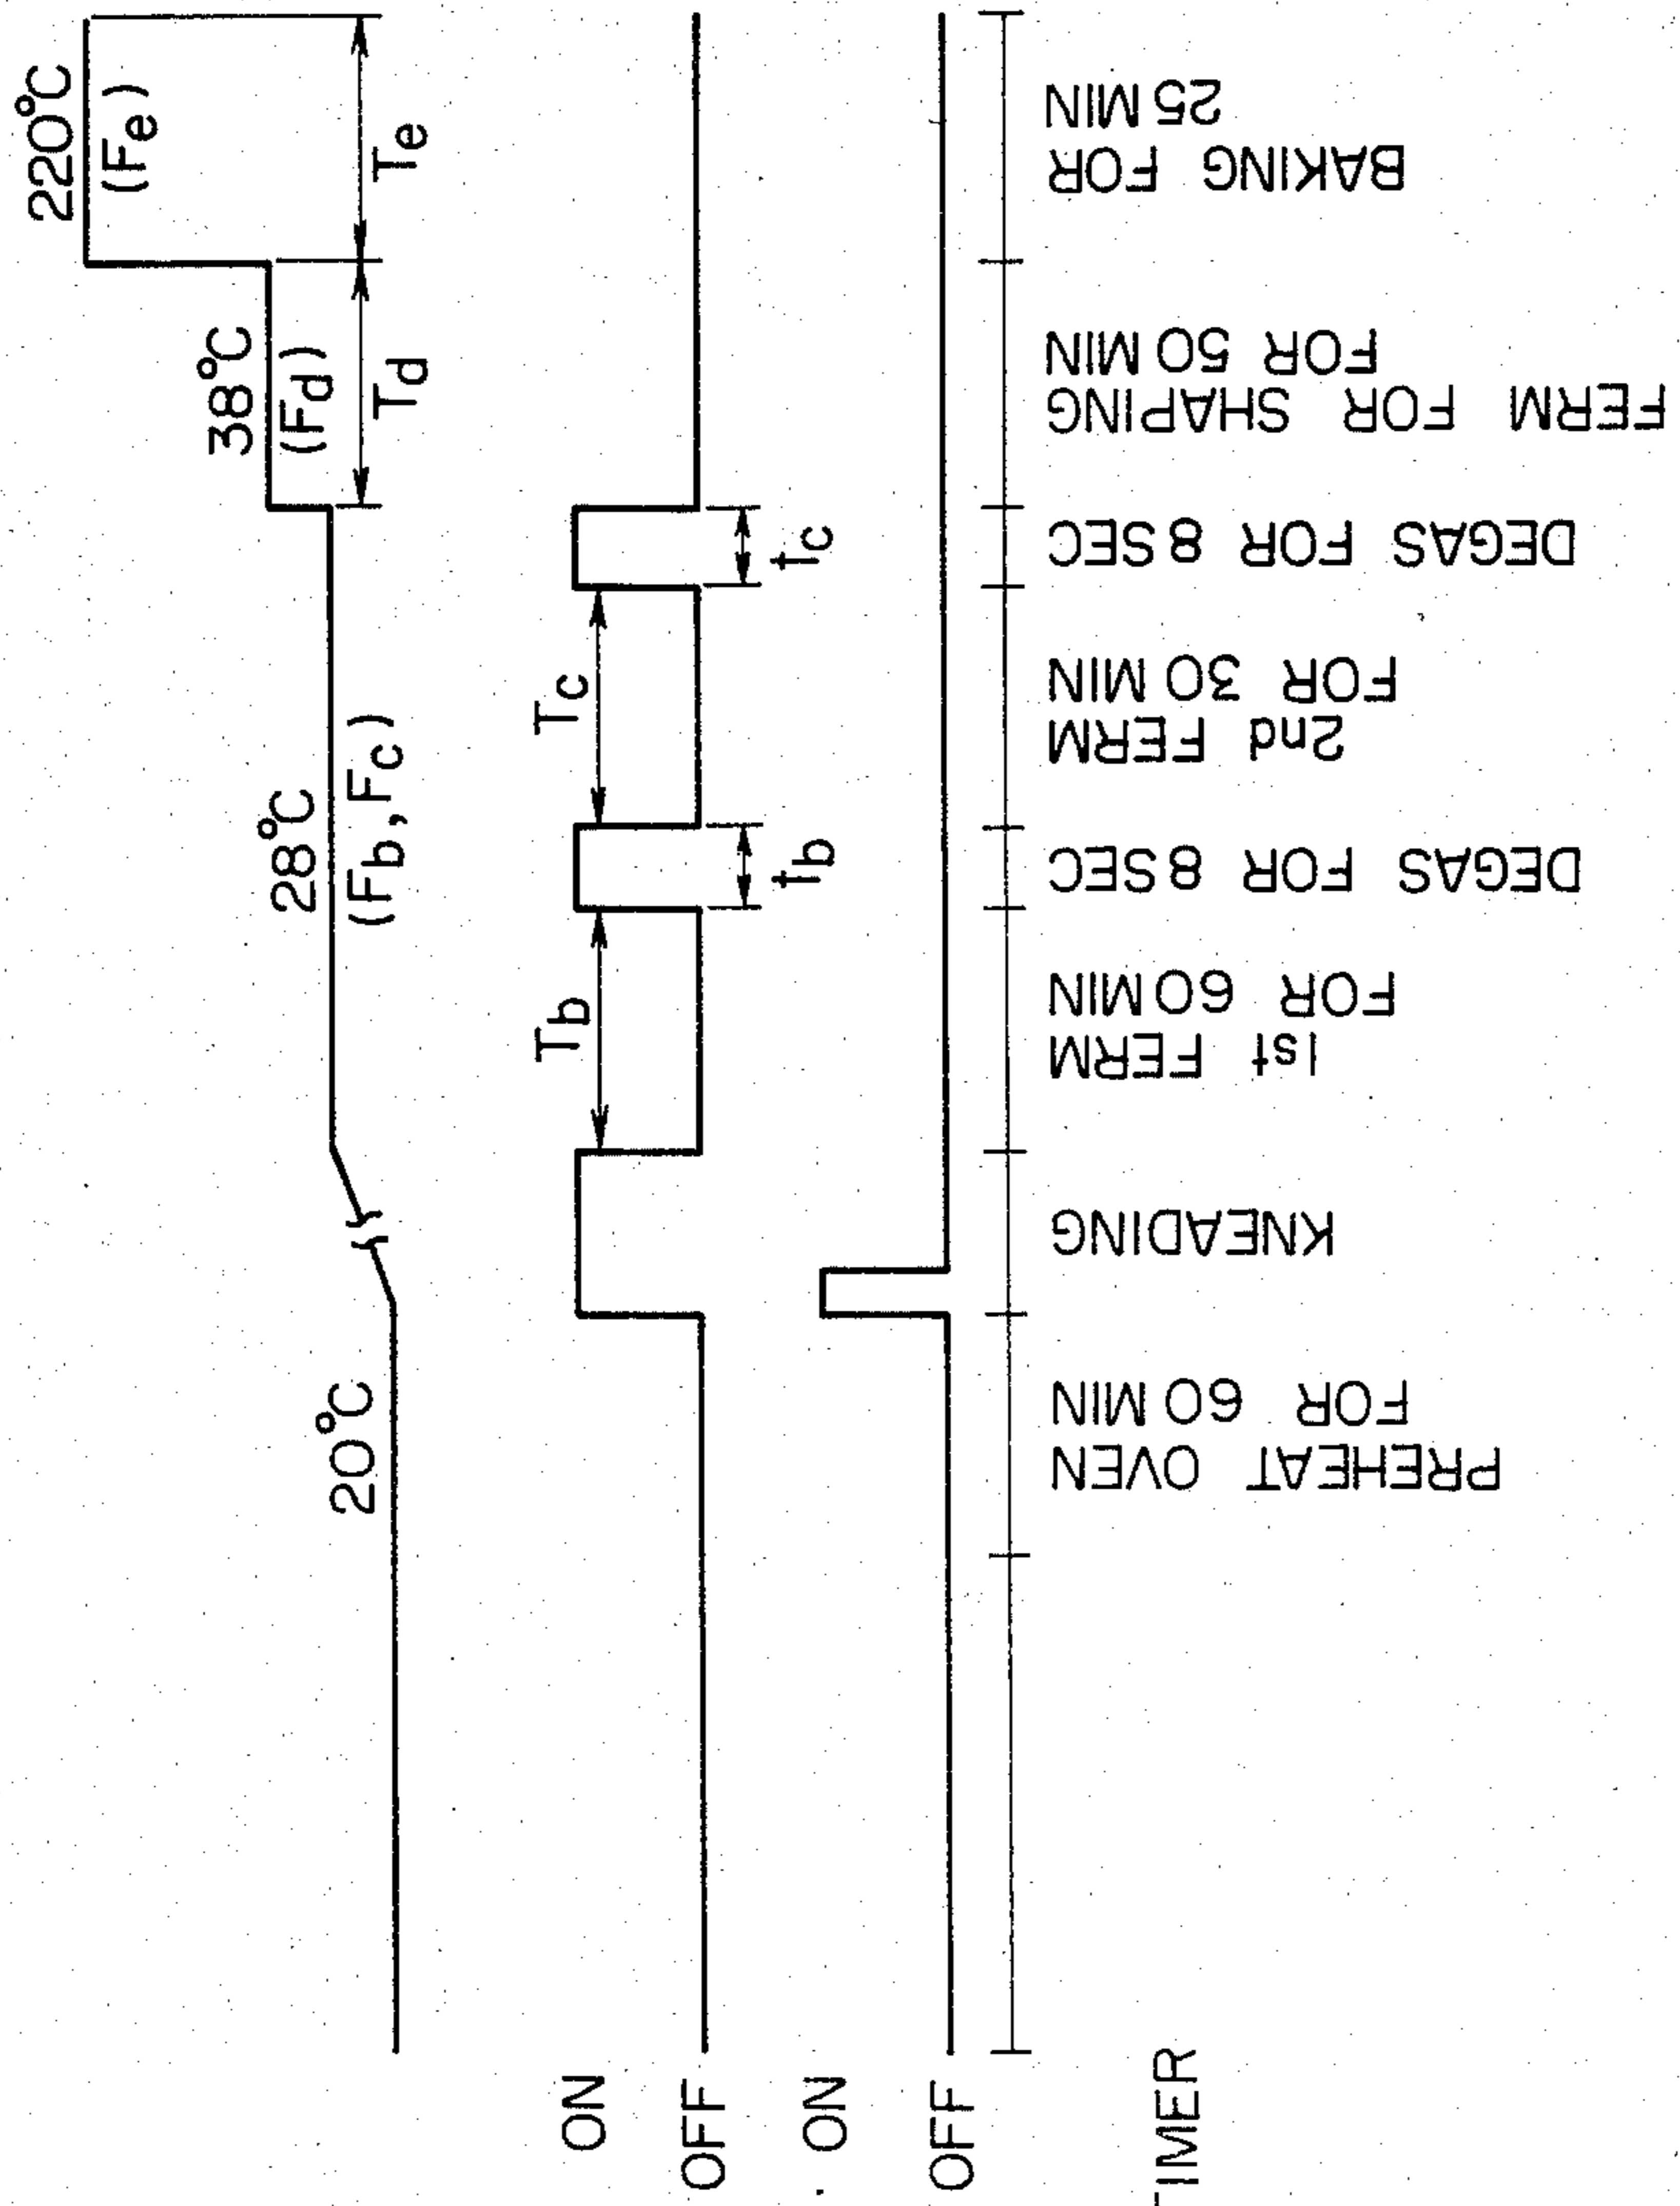 20°C
28°C
(Fb, Fc)
38°C
(Fd)
220°C
(Fe)
Td
Te
ON
OFF
Tb
Tc
tb
tc
ON
OFF
TIMER
PREHEAT OVEN
FOR 60 MIN
KNEADING
1st FERM
FOR 60 MIN
DEGAS FOR 8 SEC
2nd FERM
FOR 30 MIN
DEGAS FOR 8 SEC
FERM FOR SHAPING
FOR 50 MIN
BAKING FOR
25 MIN